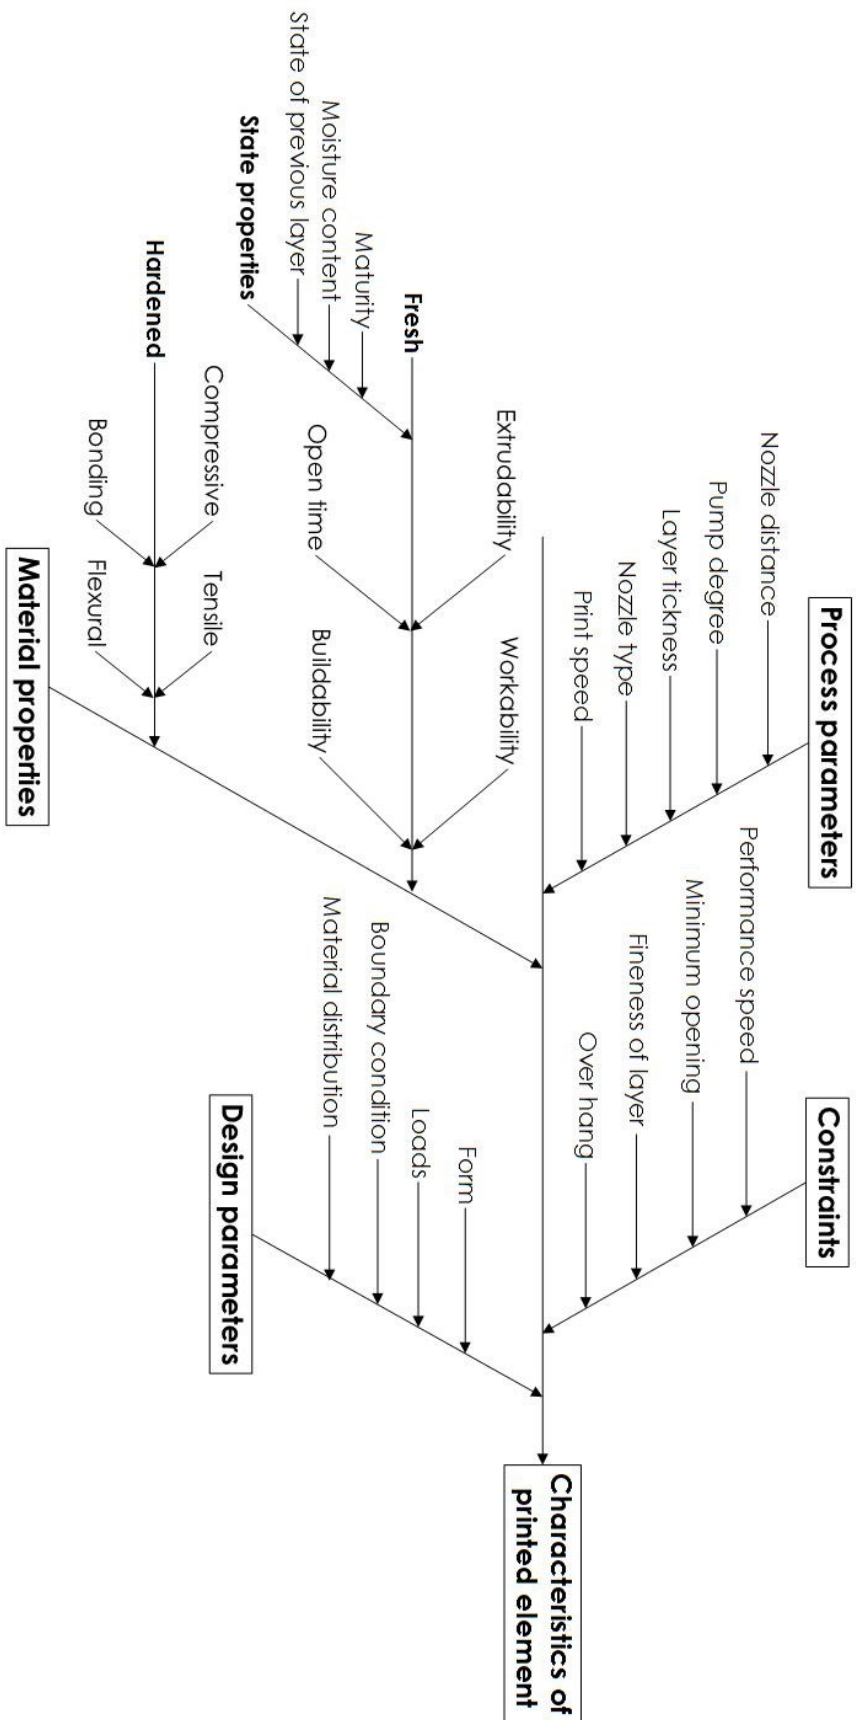 Process parameters
Nozzle distance
Pump degree
Layer tickness
Nozzle type
Print speed
Constraints
Performance speed
Minimum opening
Fineness of layer
Over hang
Characteristics of
printed element
Fresh
Extrudability
Workability
Open time
Buildability
Maturity
Moisture content
State of previous layer
State properties
Hardened
Compressive
Tensile
Bonding
Flexural
Material properties
Form
Loads
Boundary condition
Material distribution
Design parameters